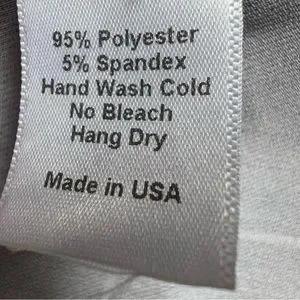 95% Polyester
5% Spandex
Hand Wash Cold
No Bleach
Hang Dry
Made in USA